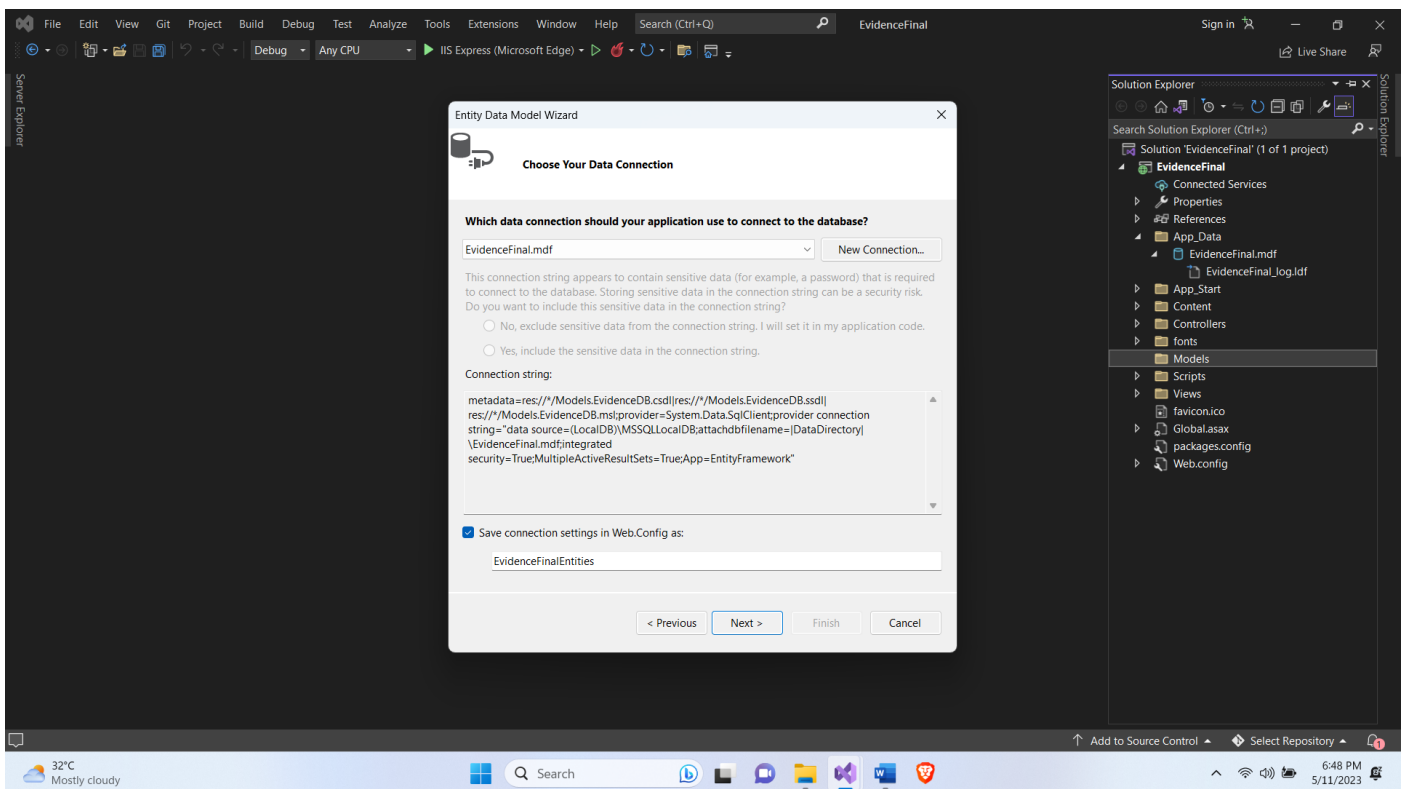 File Edit View Git Project Build Debug Test Analyze Tools Extensions Window Help Search (Ctrl+Q) EvidenceFinal Sign in
Debug Any CPU IIS Express (Microsoft Edge) Live Share
Server Explorer
Entity Data Model Wizard
Choose Your Data Connection
Which data connection should your application use to connect to the database?
EvidenceFinal.mdf New Connection...
This connection string appears to contain sensitive data (for example, a password) that is required
to connect to the database. Storing sensitive data in the connection string can be a security risk.
Do you want to include this sensitive data in the connection string?
No, exclude sensitive data from the connection string. I will set it in my application code.
Yes, include the sensitive data in the connection string.
Connection string:
metadata=res://*/Models.EvidenceDB.csdl|res://*/Models.EvidenceDB.ssdl|
res://*/Models.EvidenceDB.msl;provider=System.Data.SqlClient;provider connection
string="data source=(LocalDB)\MSSQLLocalDB;attachdbfilename=|DataDirectory|
\EvidenceFinal.mdf;integrated
security=True;MultipleActiveResultSets=True;App=EntityFramework"
Save connection settings in Web.Config as:
EvidenceFinalEntities
< Previous Next > Finish Cancel
Solution Explorer
Search Solution Explorer (Ctrl+;)
Solution 'EvidenceFinal' (1 of 1 project)
EvidenceFinal
Connected Services
Properties
References
App_Data
EvidenceFinal.mdf
EvidenceFinal_log.ldf
App_Start
Content
Controllers
fonts
Models
Scripts
Views
favicon.ico
Global.asax
packages.config
Web.config
Solution Explorer
Add to Source Control Select Repository 1
32°C
Mostly cloudy
Search
6:48 PM
5/11/2023